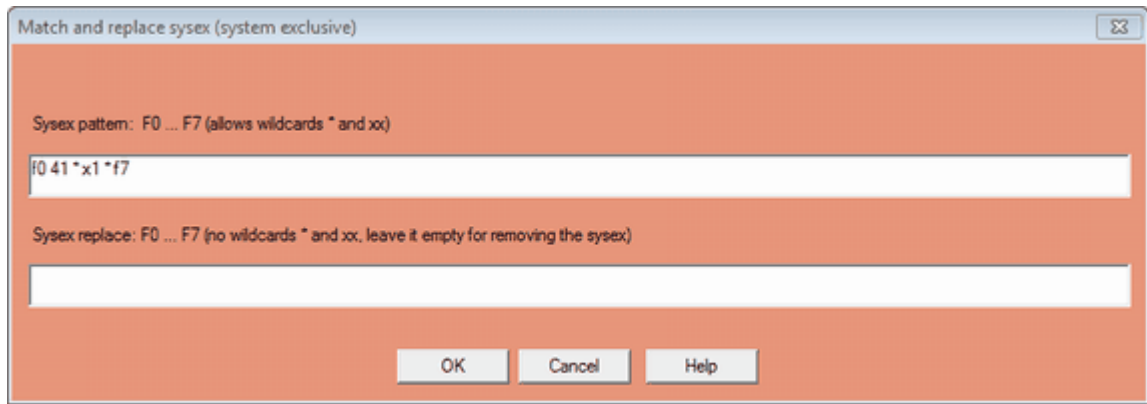 Match and replace sysex (system exclusive)
Sysex pattern: F0 ... F7 (allows wildcards * and xx)
f0 41 * x1 * f7
Sysex replace: F0 ... F7 (no wildcards * and xx, leave it empty for removing the sysex)
OK Cancel Help